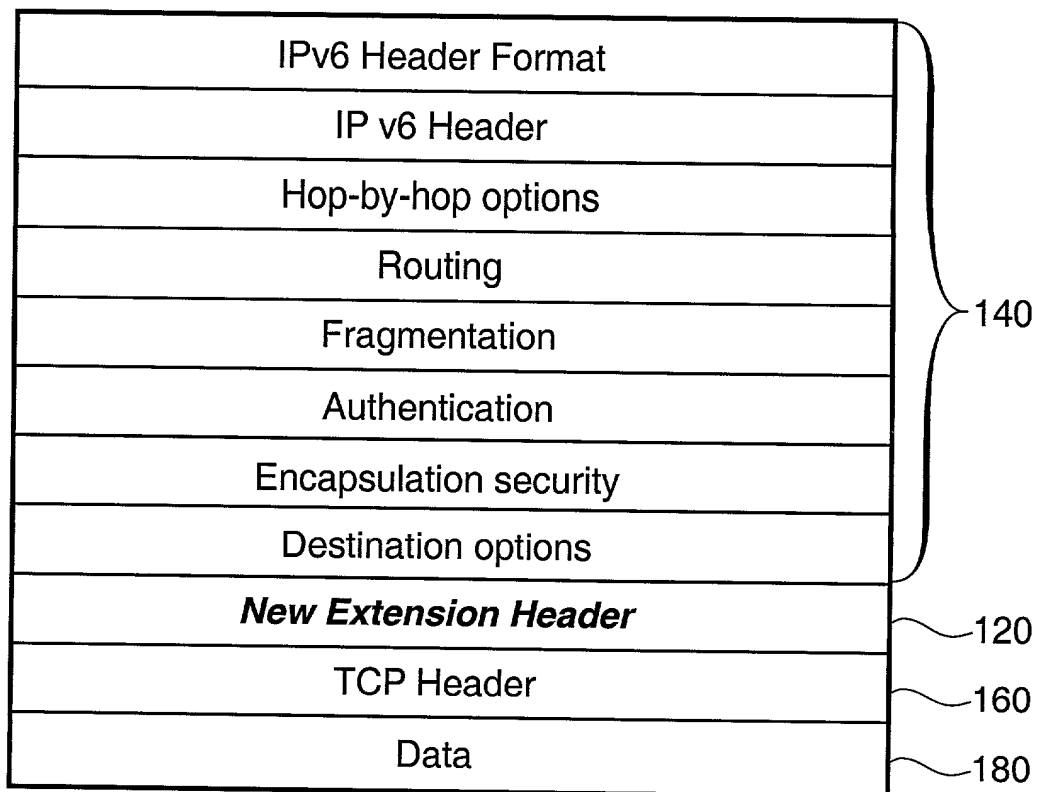 IPv6 Header Format
IP v6 Header
Hop-by-hop options
Routing
Fragmentation
140
Authentication
Encapsulation security
Destination options
New Extension Header
120
TCP Header
160
Data
180